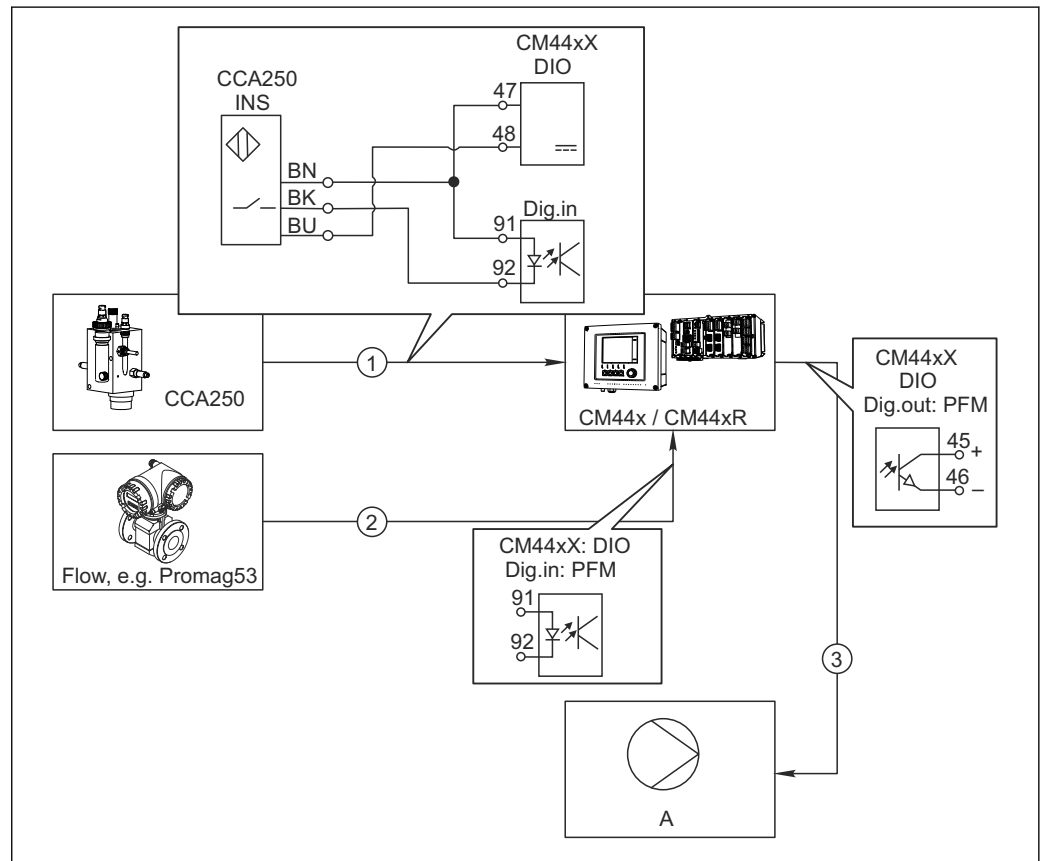 CM44xX
DIO
CCA250
INS
47
48
BN
BK
BU
Dig.in
91
92
CCA250
1
CM44x / CM44xR
CM44xX
DIO
Dig.out: PFM
45
+
46
–
Flow, e.g. Promag53
2
CM44xX: DIO
Dig.in: PFM
91
92
3
A